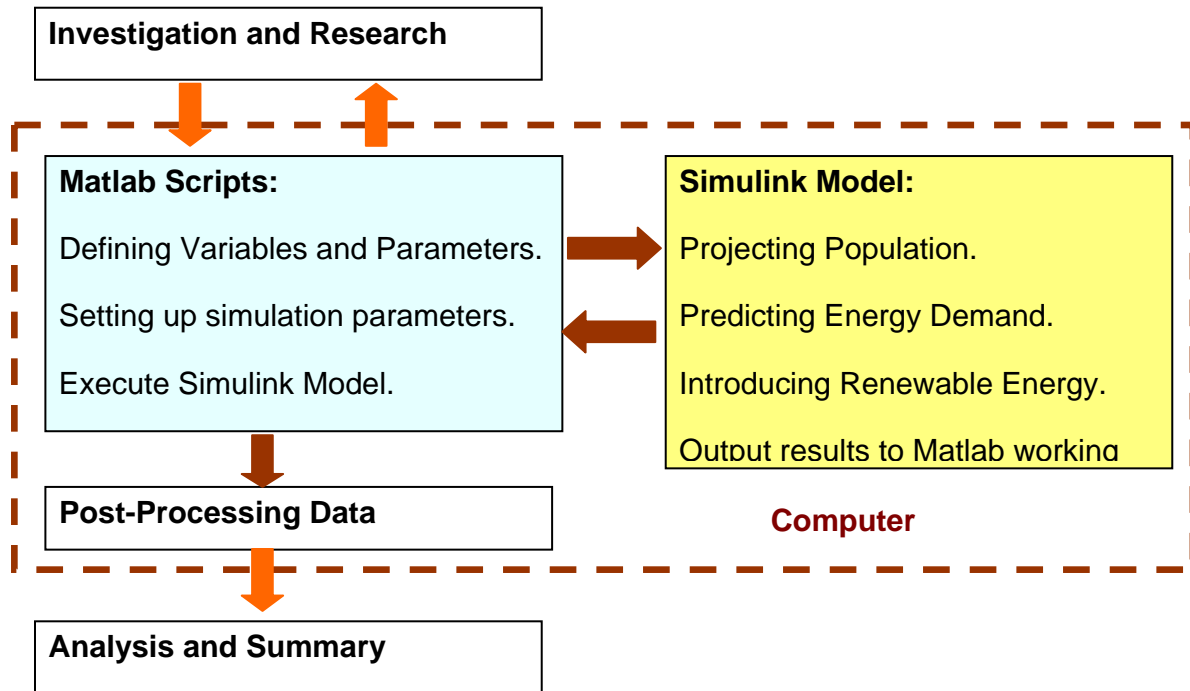 Investigation and Research
Matlab Scripts:
Defining Variables and Parameters.
Setting up simulation parameters.
Execute Simulink Model.
Simulink Model:
Projecting Population.
Predicting Energy Demand.
Introducing Renewable Energy.
Output results to Matlab working
Post-Processing Data
Computer
Analysis and Summary